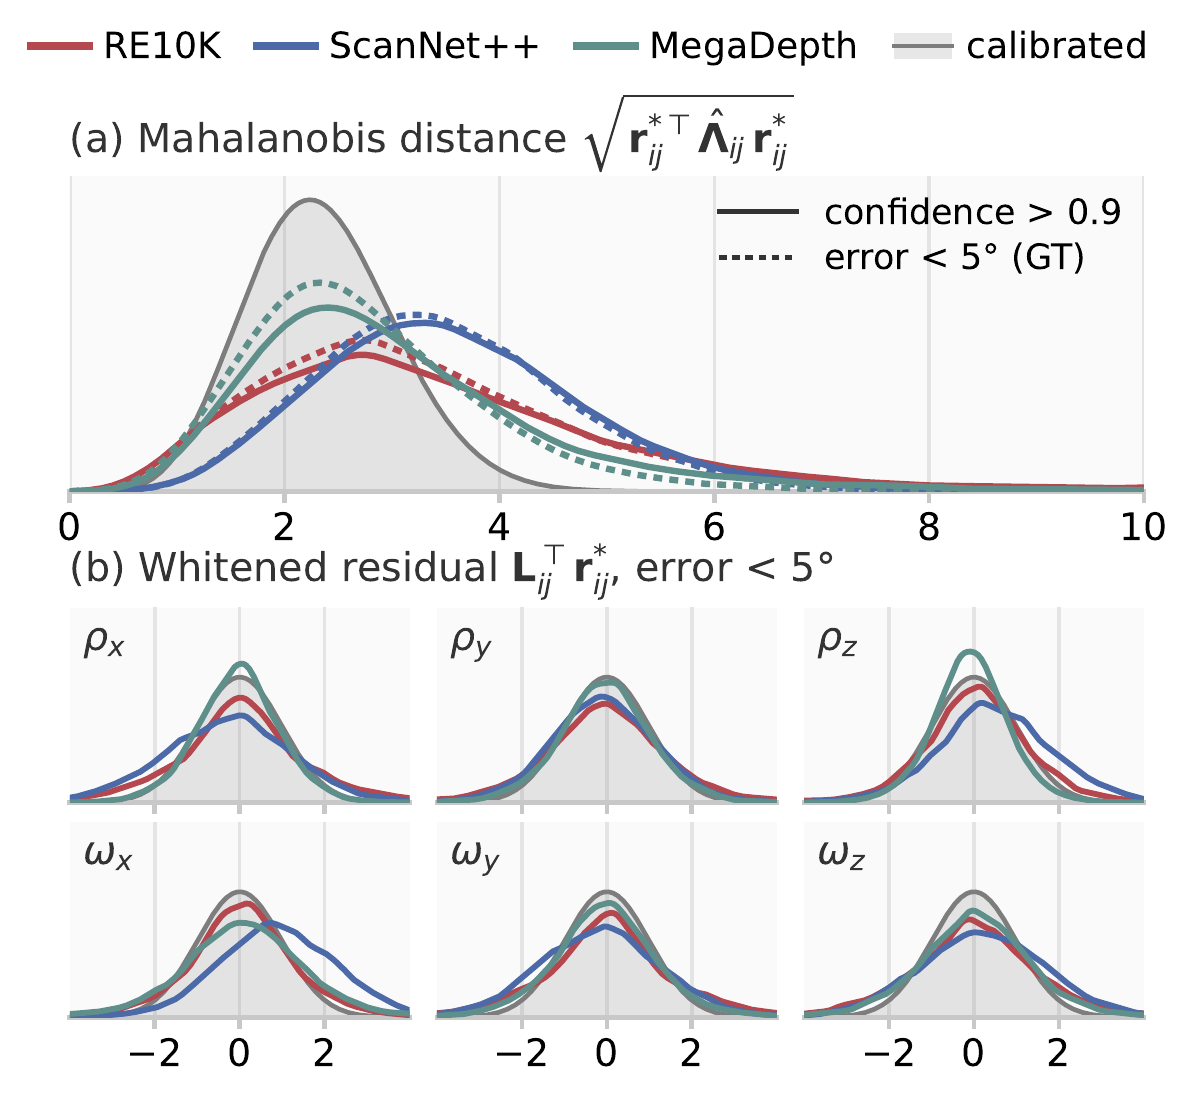 RE10K ScanNet++ MegaDepth calibrated
(a) Mahalanobis distance √(r*ij⊤ Λ̂ij r*ij)
confidence > 0.9
error < 5° (GT)
0 2 4 6 8 10
(b) Whitened residual Lij⊤ r*ij, error < 5°
ρx ρy ρz
ωx ωy ωz
−2 0 2 −2 0 2 −2 0 2